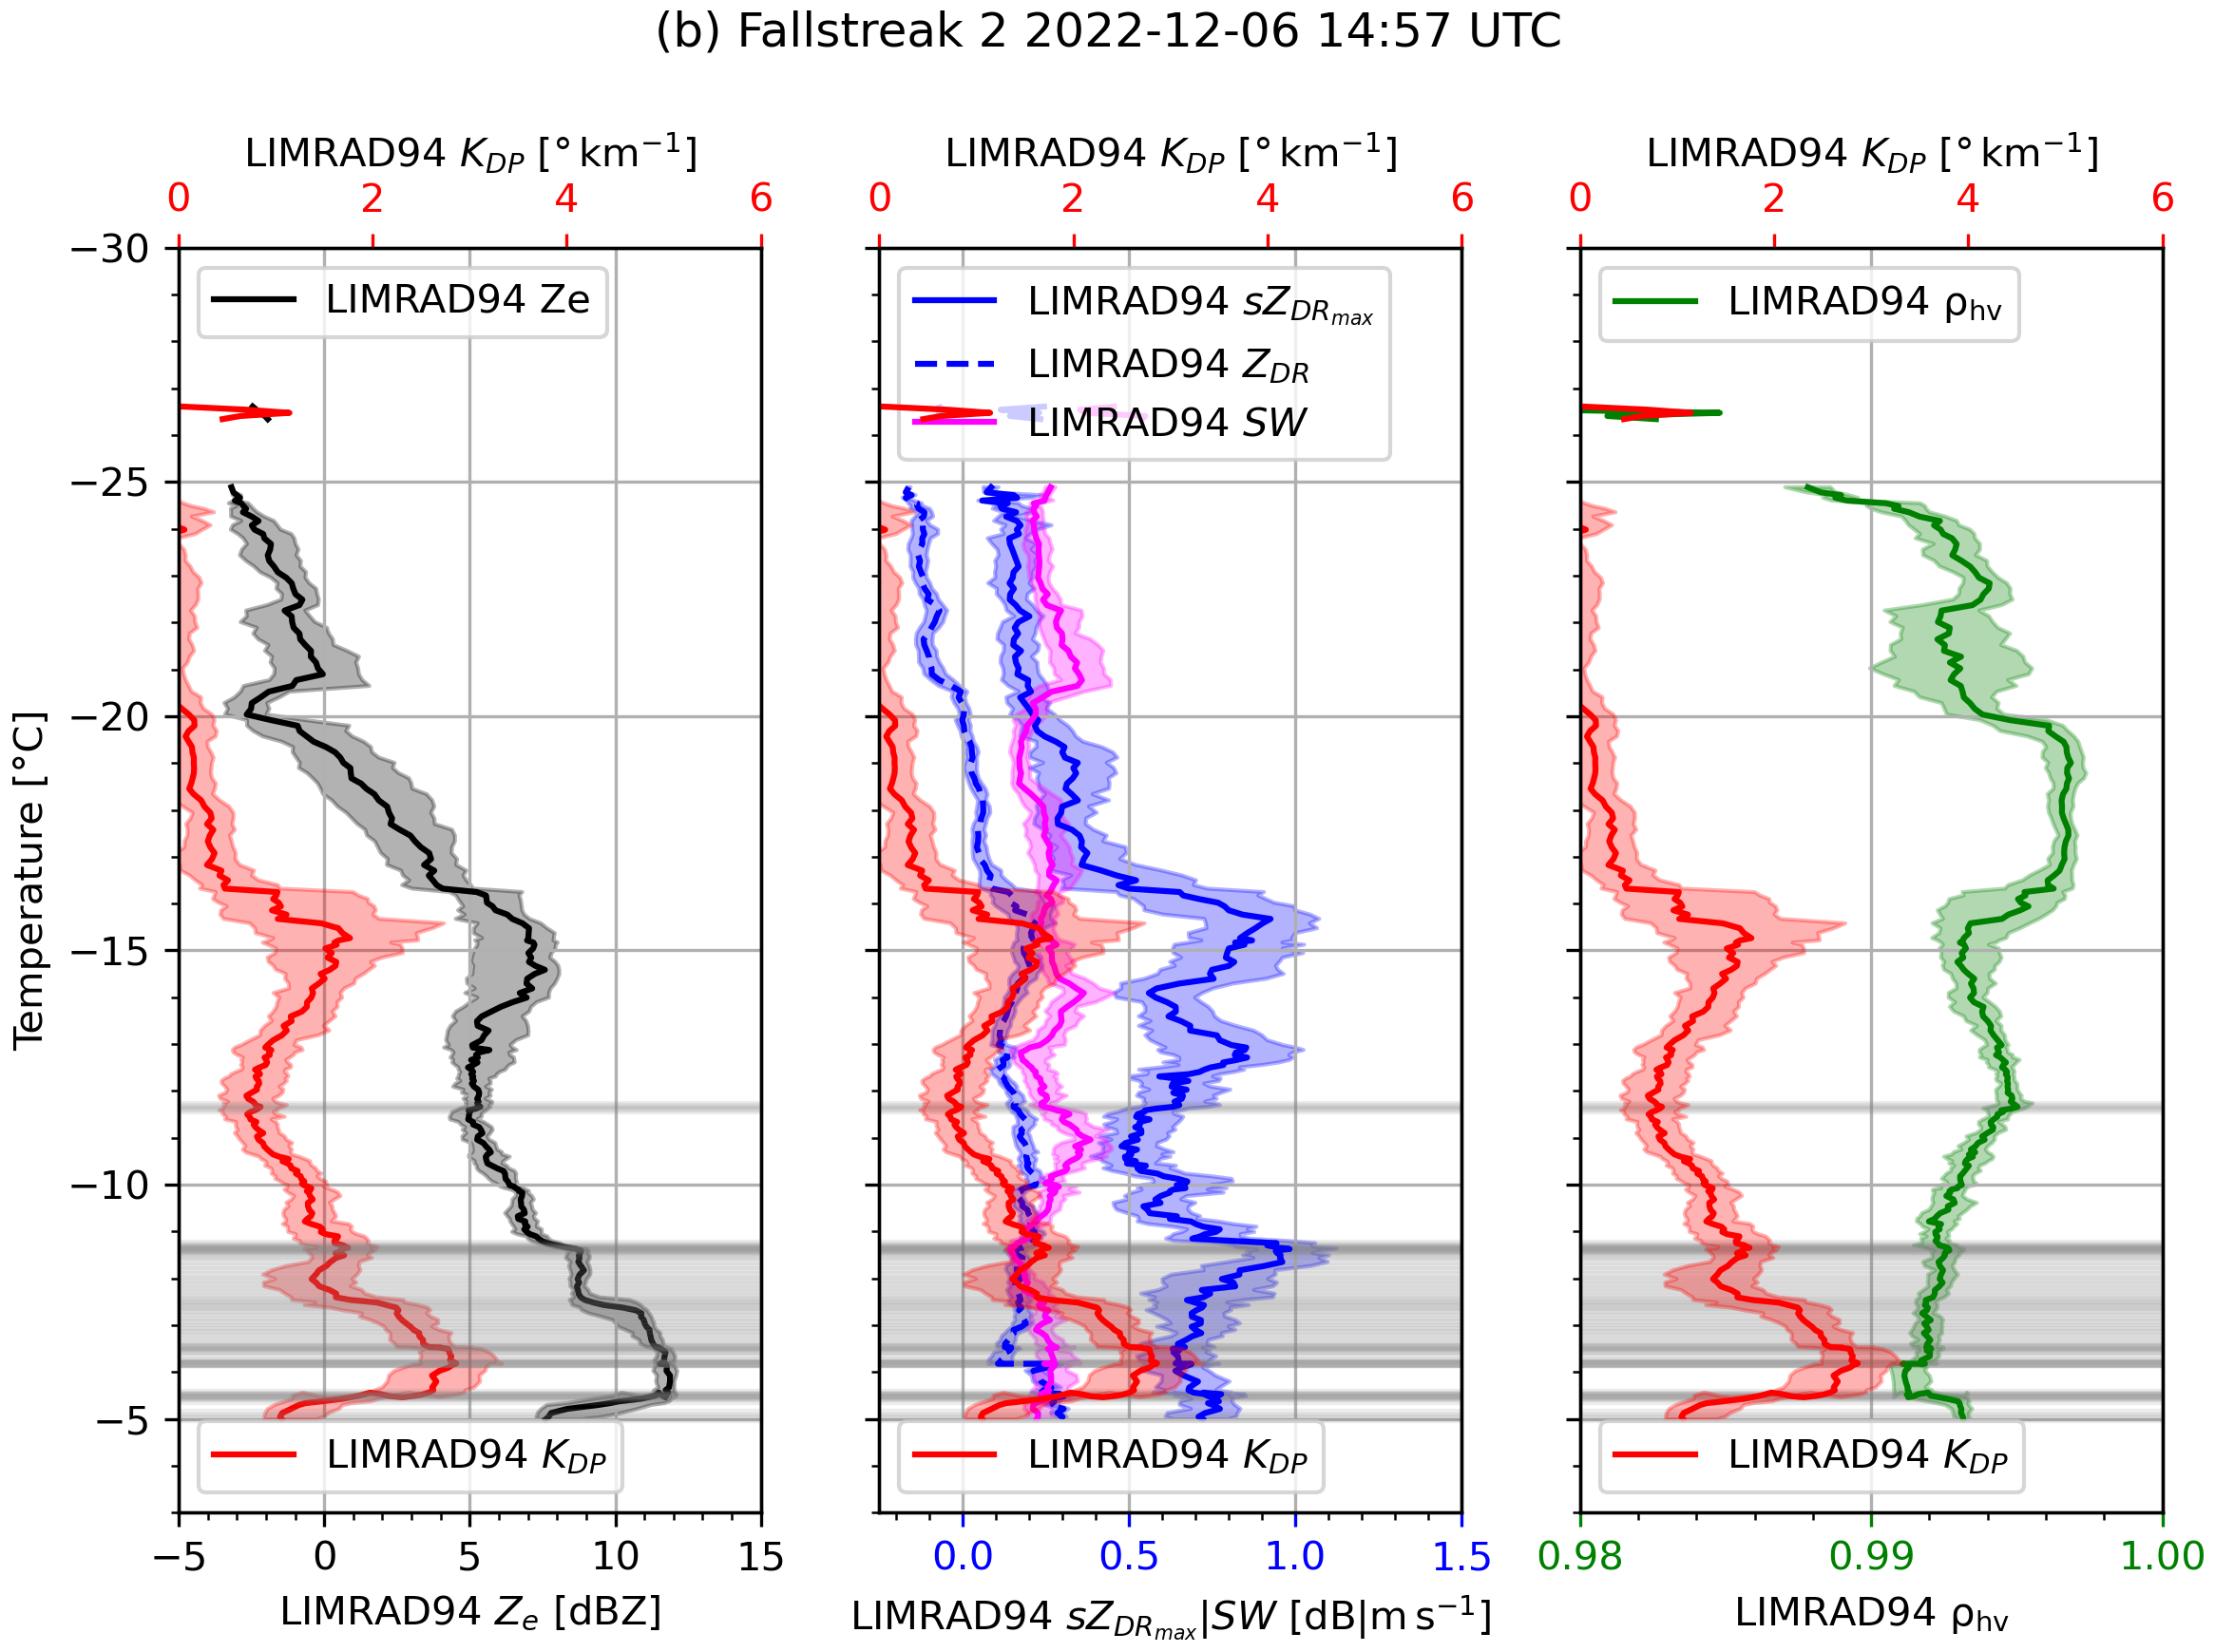 (b) Fallstreak 2 2022-12-06 14:57 UTC
LIMRAD94 K_DP [° km⁻¹] LIMRAD94 K_DP [° km⁻¹] LIMRAD94 K_DP [° km⁻¹]
0 2 4 6 0 2 4 6 0 2 4 6
−30
LIMRAD94 Ze
LIMRAD94 sZ_DRmax
LIMRAD94 Z_DR
LIMRAD94 SW
LIMRAD94 ρhv
−25
−20
−15
−10
−5
Temperature [°C]
LIMRAD94 K_DP LIMRAD94 K_DP LIMRAD94 K_DP
−5 0 5 10 15 0.0 0.5 1.0 1.5 0.98 0.99 1.00
LIMRAD94 Z_e [dBZ] LIMRAD94 sZ_DRmax|SW [dB|m s⁻¹] LIMRAD94 ρhv